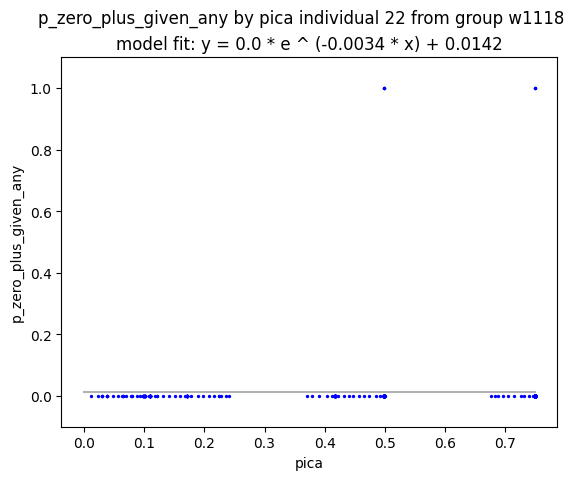 p_zero_plus_given_any by pica individual 22 from group w1118
model fit: y = 0.0 * e ^ (-0.0034 * x) + 0.0142
1.0
0.8
0.6
0.4
0.2
0.0
p_zero_plus_given_any
0.0 0.1 0.2 0.3 0.4 0.5 0.6 0.7
pica